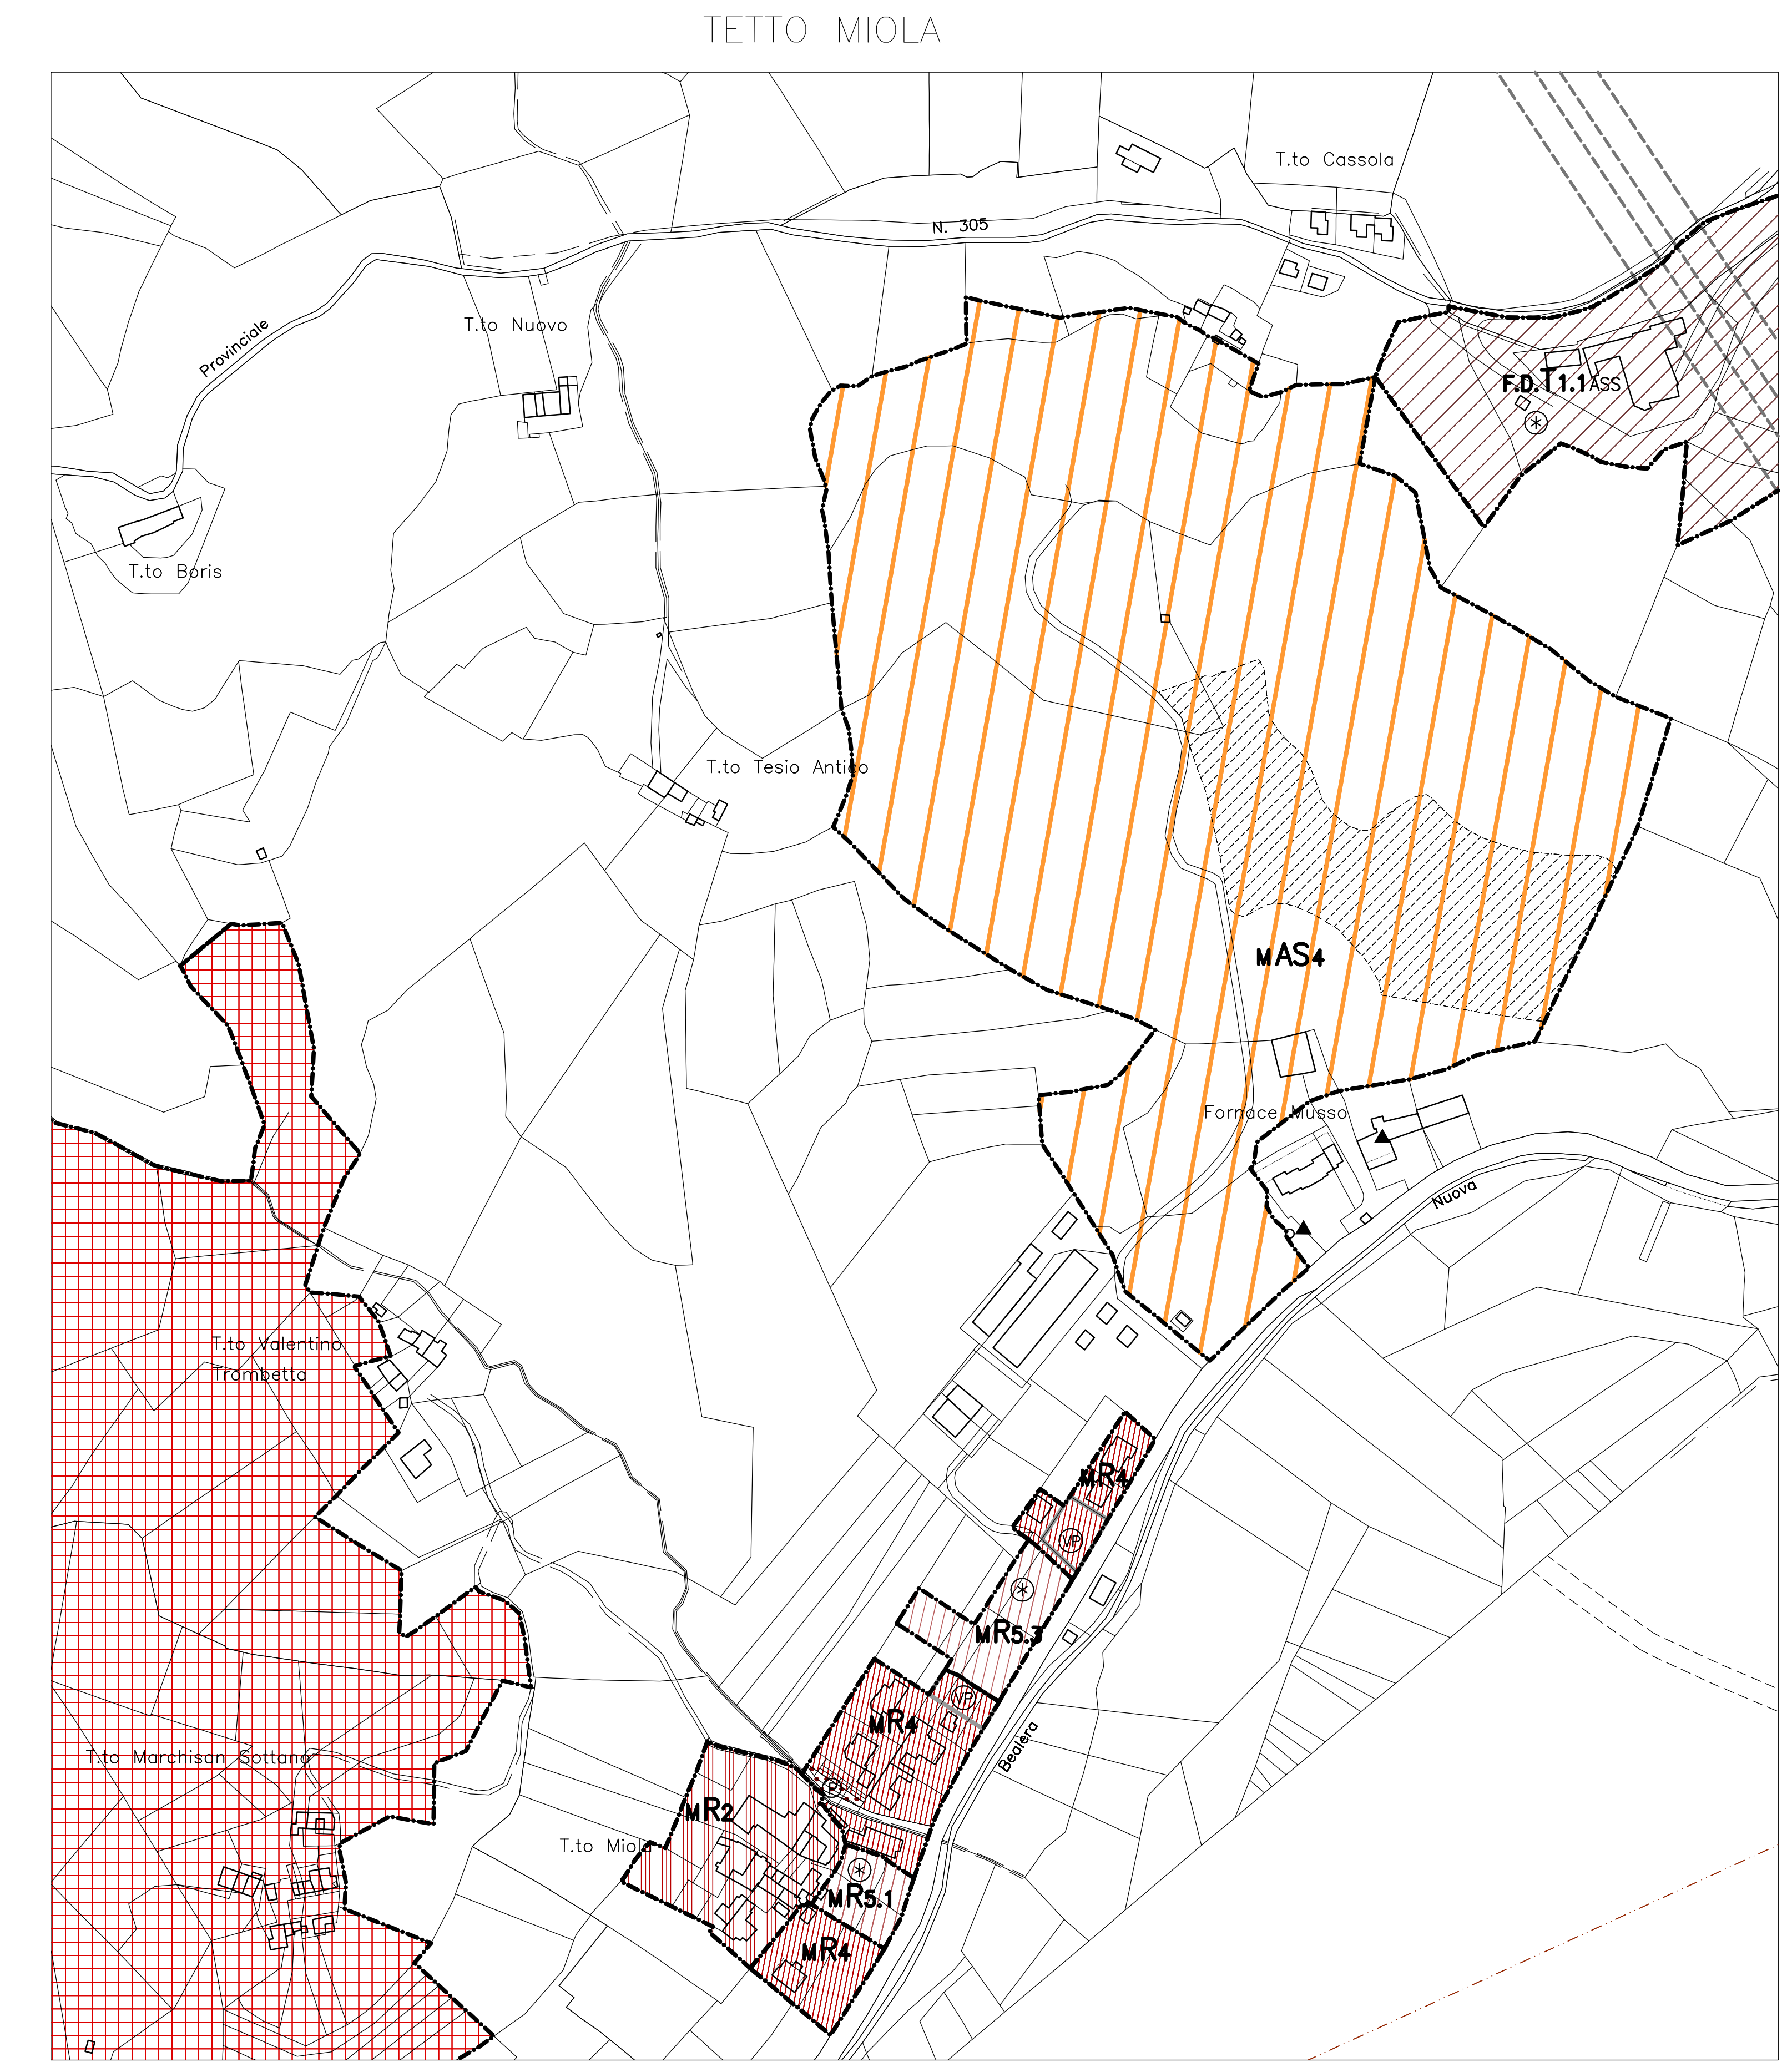 TETTO MIOLA
T.to Cassola
N. 305
T.to Nuovo
Provinciale
F.D.T1.1ASS
T.to Boris
T.to Tesio Antico
MAS4
Fornace Musso
Nuova
T.to Valentino
Trombetta
MR4
VP
MR5.3
VP
MR4
Bealera
T.to Marchisan Sottano
P
MR2
T.to Miola
MR5.1
MR4